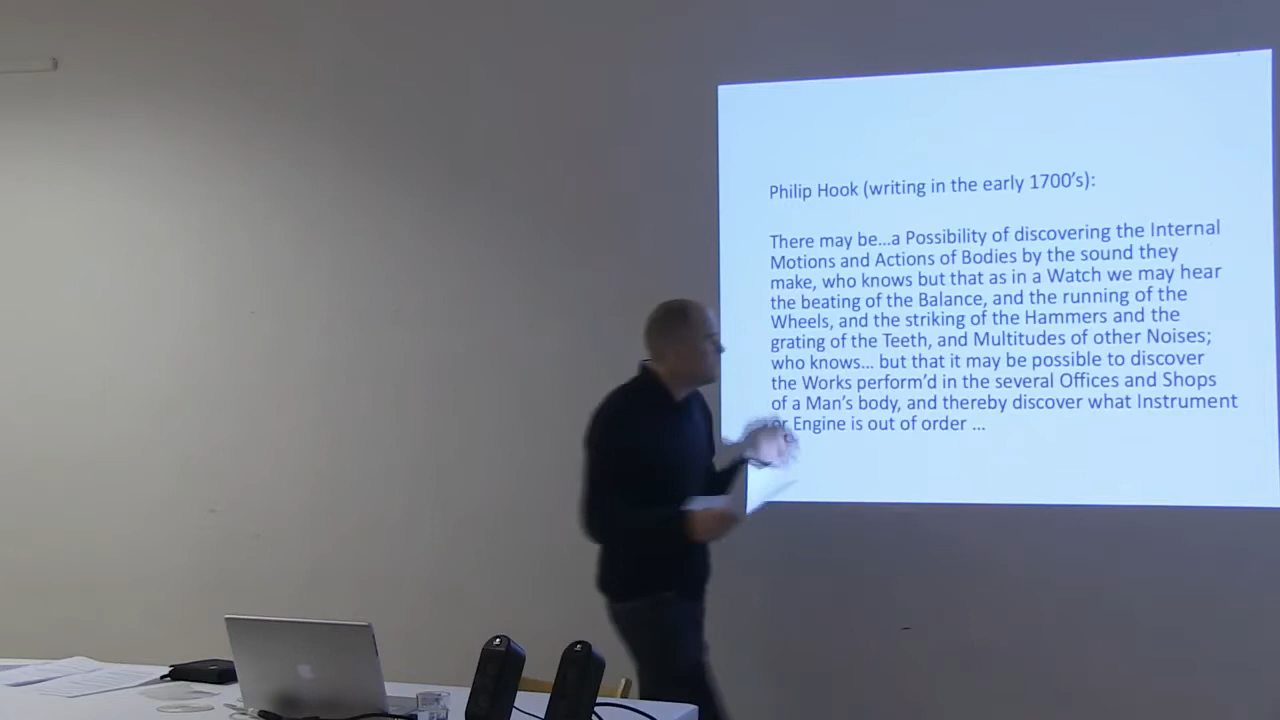 Philip Hook (writing in the early 1700's):
There may be...a Possibility of discovering the Internal
Motions and Actions of Bodies by the sound they
make, who knows but that as in a Watch we may hear
the beating of the Balance, and the running of the
Wheels, and the striking of the Hammers and the
grating of the Teeth, and Multitudes of other Noises;
who knows... but that it may be possible to discover
the Works perform'd in the several Offices and Shops
of a Man's body, and thereby discover what Instrument
or Engine is out of order ...